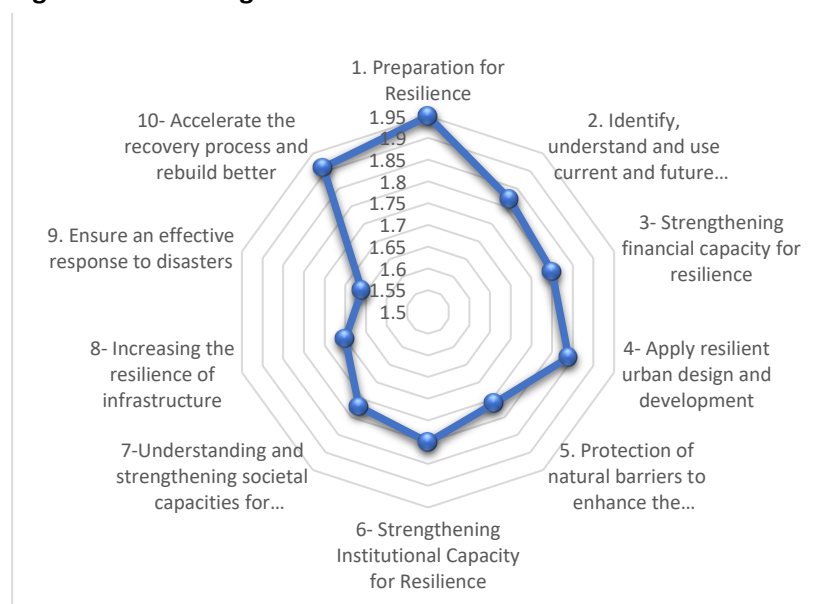 1. Preparation for
Resilience
2. Identify,
understand and use
current and future…
3- Strengthening
financial capacity for
resilience
4- Apply resilient
urban design and
development
5. Protection of
natural barriers to
enhance the…
6- Strengthening
Institutional Capacity
for Resilience
7-Understanding and
strengthening societal
capacities for…
8- Increasing the
resilience of
infrastructure
9. Ensure an effective
response to disasters
10- Accelerate the
recovery process and
rebuild better
1.95
1.9
1.85
1.8
1.75
1.7
1.65
1.6
1.55
1.5